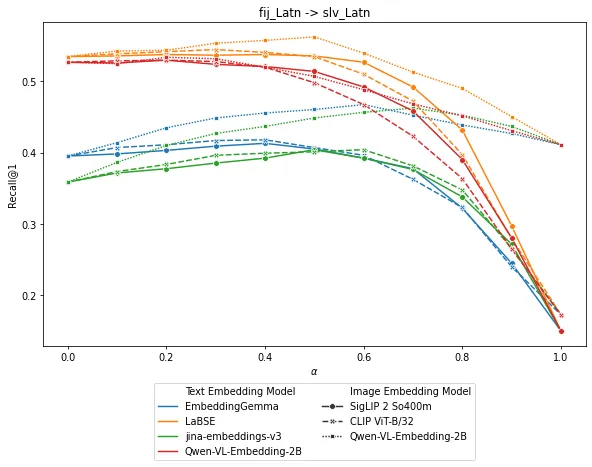 fij_Latn -> slv_Latn
Recall@1
0.5
0.4
0.3
0.2
0.0 0.2 0.4 0.6 0.8 1.0
α
Text Embedding Model Image Embedding Model
EmbeddingGemma SigLIP 2 So400m
LaBSE CLIP ViT-B/32
jina-embeddings-v3 Qwen-VL-Embedding-2B
Qwen-VL-Embedding-2B